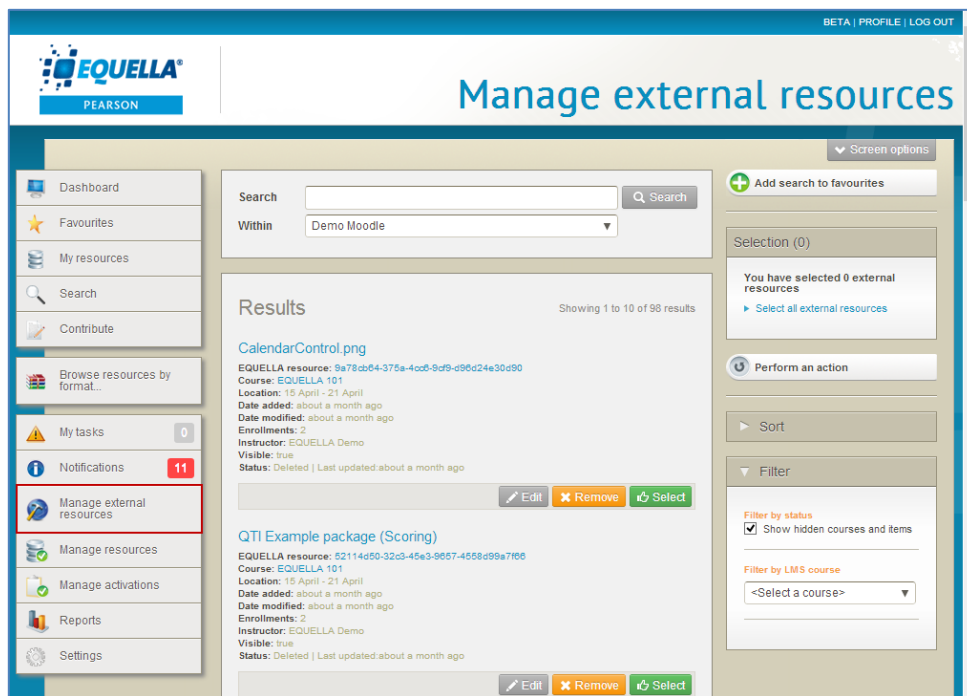 BETA | PROFILE | LOG OUT
EQUELLA®
PEARSON
Manage external resources
Screen options
Dashboard
Favourites
My resources
Search
Contribute
Browse resources by
format...
My tasks
0
Notifications
11
Manage external
resources
Manage resources
Manage activations
Reports
Settings
Search
Search
Within
Demo Moodle
Results
Showing 1 to 10 of 98 results
CalendarControl.png
EQUELLA resource: 9a78cb64-375a-4cc6-9cf9-d96d24e30d90
Course: EQUELLA 101
Location: 15 April - 21 April
Date added: about a month ago
Date modified: about a month ago
Enrollments: 2
Instructor: EQUELLA Demo
Visible: true
Status: Deleted | Last updated:about a month ago
Edit
Remove
Select
QTI Example package (Scoring)
EQUELLA resource: 52114d50-32c3-45e3-9657-4558d99a7f66
Course: EQUELLA 101
Location: 15 April - 21 April
Date added: about a month ago
Date modified: about a month ago
Enrollments: 2
Instructor: EQUELLA Demo
Visible: true
Status: Deleted | Last updated:about a month ago
Edit
Remove
Select
Add search to favourites
Selection (0)
You have selected 0 external
resources
Select all external resources
Perform an action
Sort
Filter
Filter by status
Show hidden courses and items
Filter by LMS course
<Select a course>